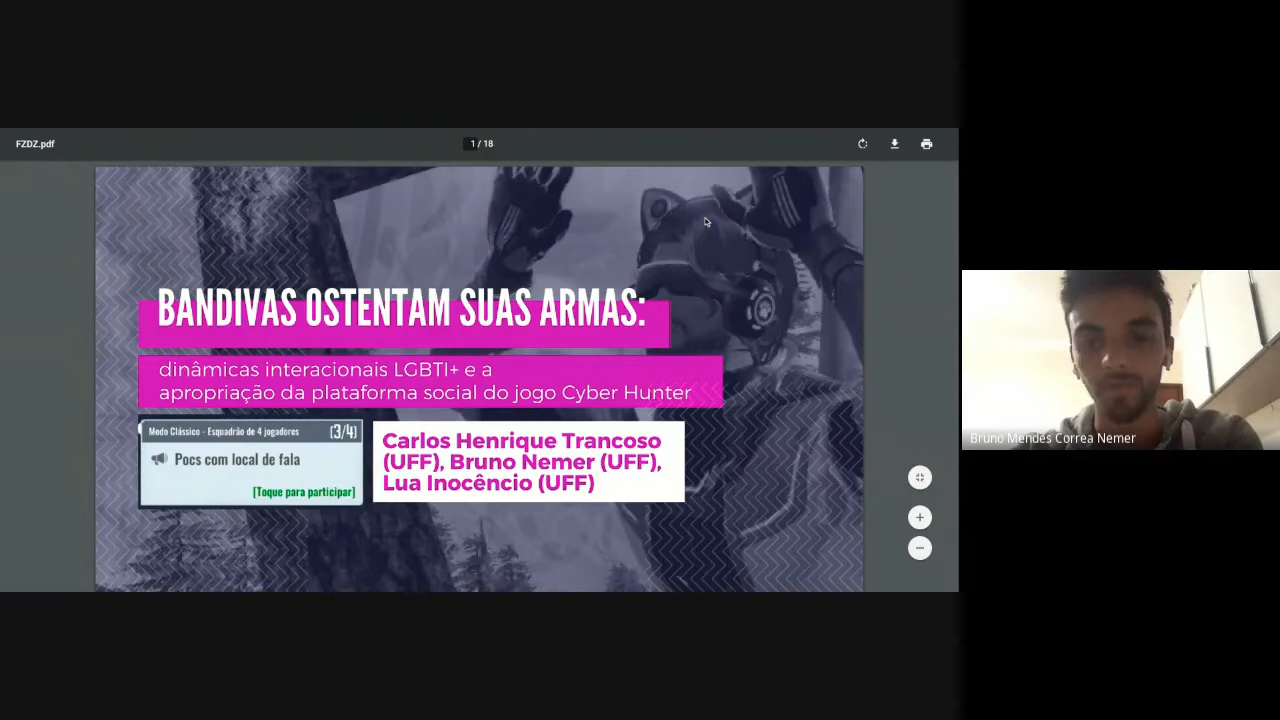 FZDZ.pdf
1 / 18
BANDIVAS OSTENTAM SUAS ARMAS:
dinâmicas interacionais LGBTI+ e a
apropriação da plataforma social do jogo Cyber Hunter
Modo Clássico - Esquadrão de 4 jogadores [3/4]
Pocs com local de fala
[Toque para participar]
Carlos Henrique Trancoso
(UFF), Bruno Nemer (UFF),
Lua Inocêncio (UFF)
Bruno Mendes Correa Nemer